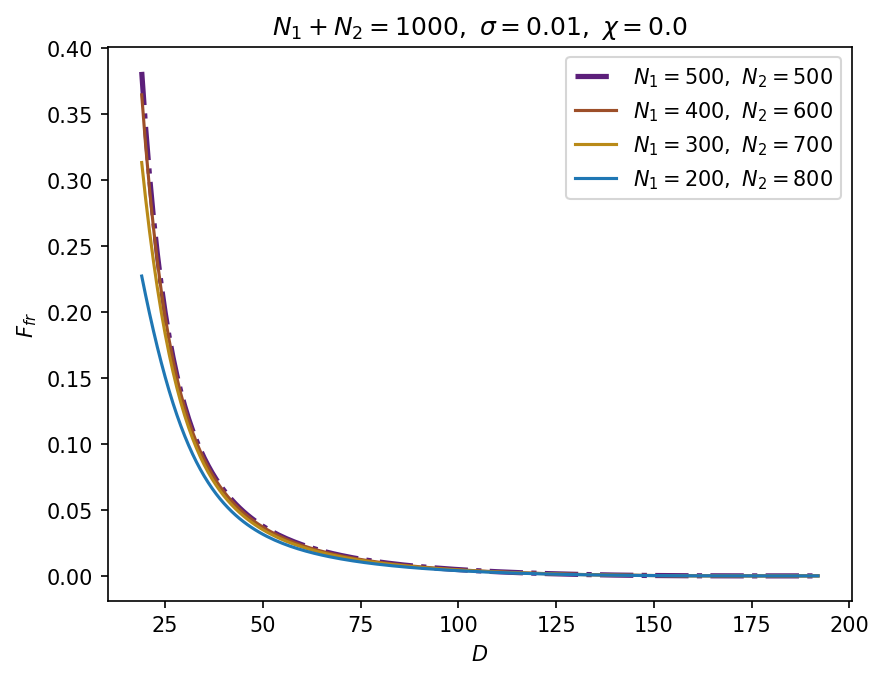 N₁ + N₂ = 1000, σ = 0.01, χ = 0.0
N₁ = 500, N₂ = 500
N₁ = 400, N₂ = 600
N₁ = 300, N₂ = 700
N₁ = 200, N₂ = 800
0.40
0.35
0.30
0.25
0.20
0.15
0.10
0.05
0.00
F_fr
25 50 75 100 125 150 175 200
D